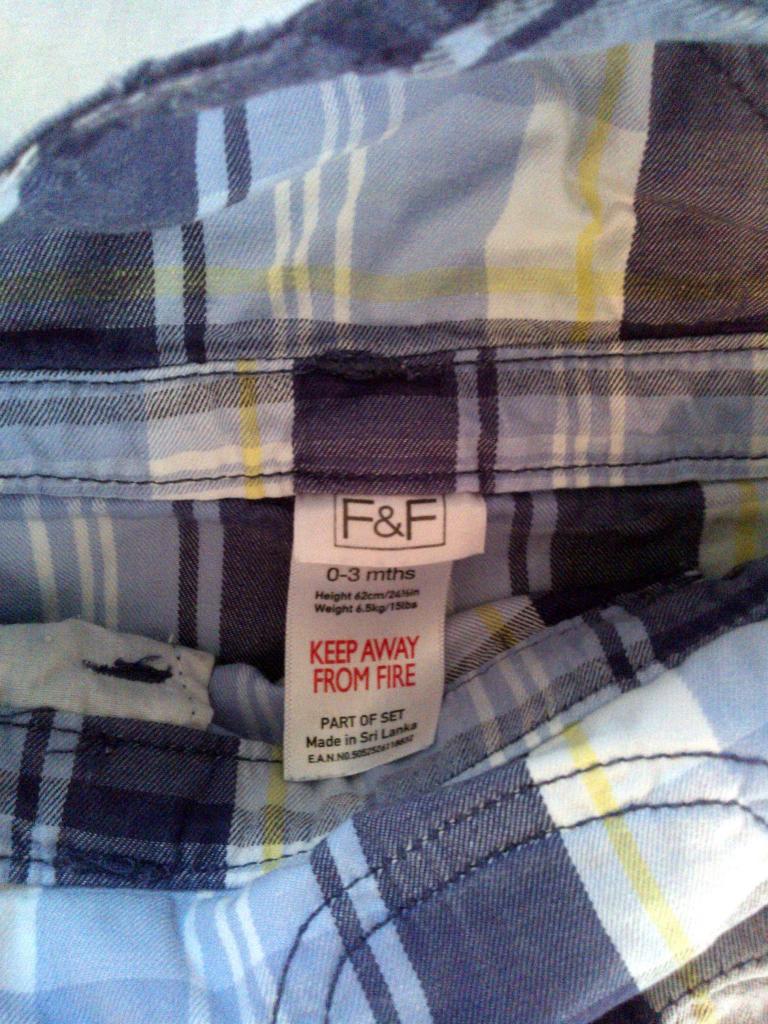 F&F
0-3 mths
Height 62cm/24½in
Weight 6.5kg/15lbs
KEEP AWAY
FROM FIRE
PART OF SET
Made in Sri Lanka
E.A.N.NO.